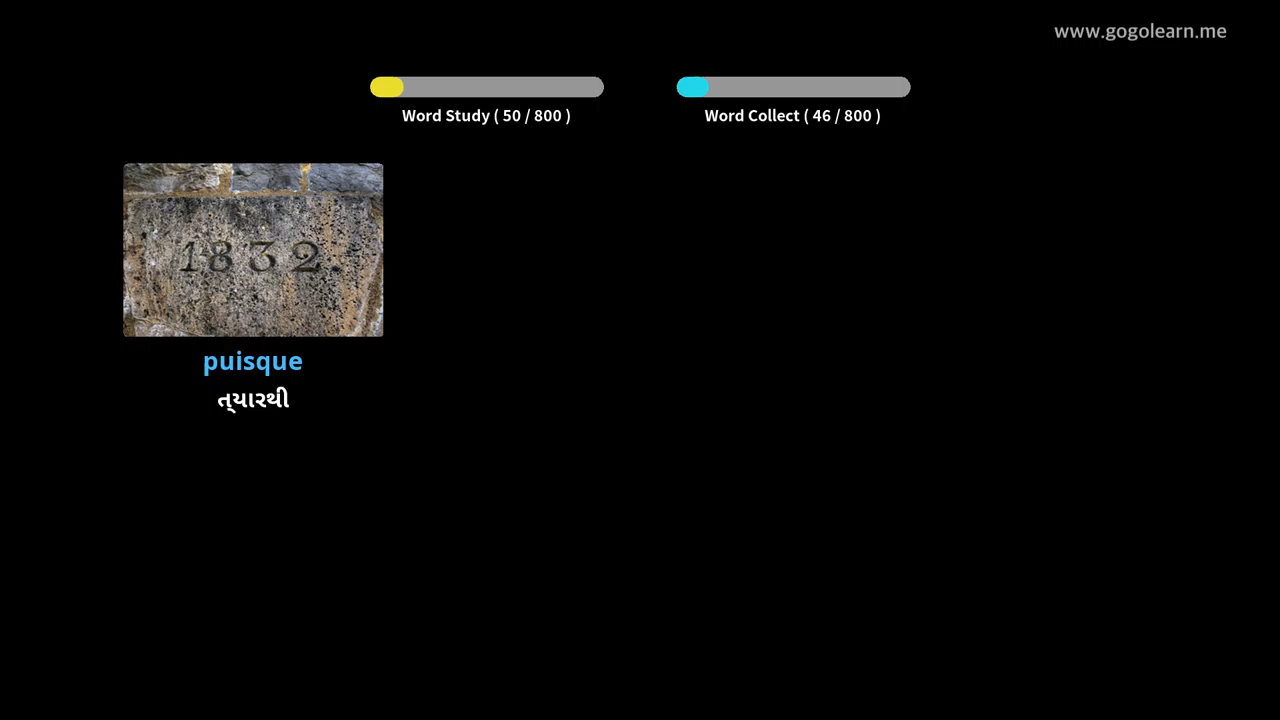 www.gogolearn.me
Word Study ( 50 / 800 )
Word Collect ( 46 / 800 )
1832.
puisque
ત્યારથી